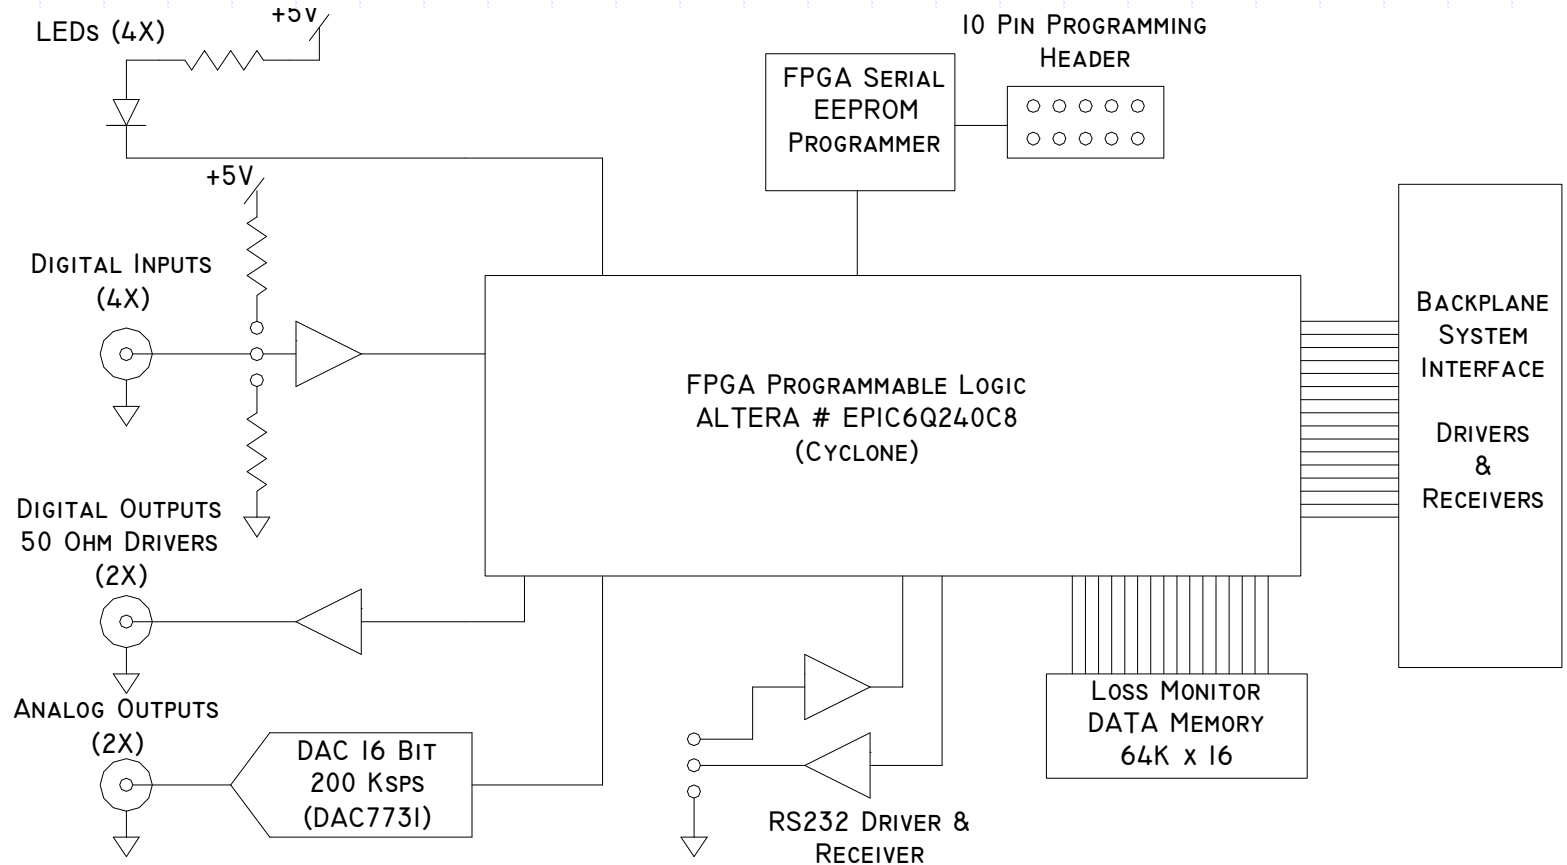 +5V
LEDs (4X)
10 Pin Programming
Header
FPGA Serial
EEPROM
Programmer
+5V
Digital Inputs
(4X)
Backplane
System
Interface
Drivers
&
Receivers
FPGA Programmable Logic
ALTERA # EPIC6Q240C8
(Cyclone)
Digital Outputs
50 Ohm Drivers
(2X)
Analog Outputs
(2X)
DAC 16 Bit
200 Ksps
(DAC7731)
Loss Monitor
DATA Memory
64K x 16
RS232 Driver &
Receiver